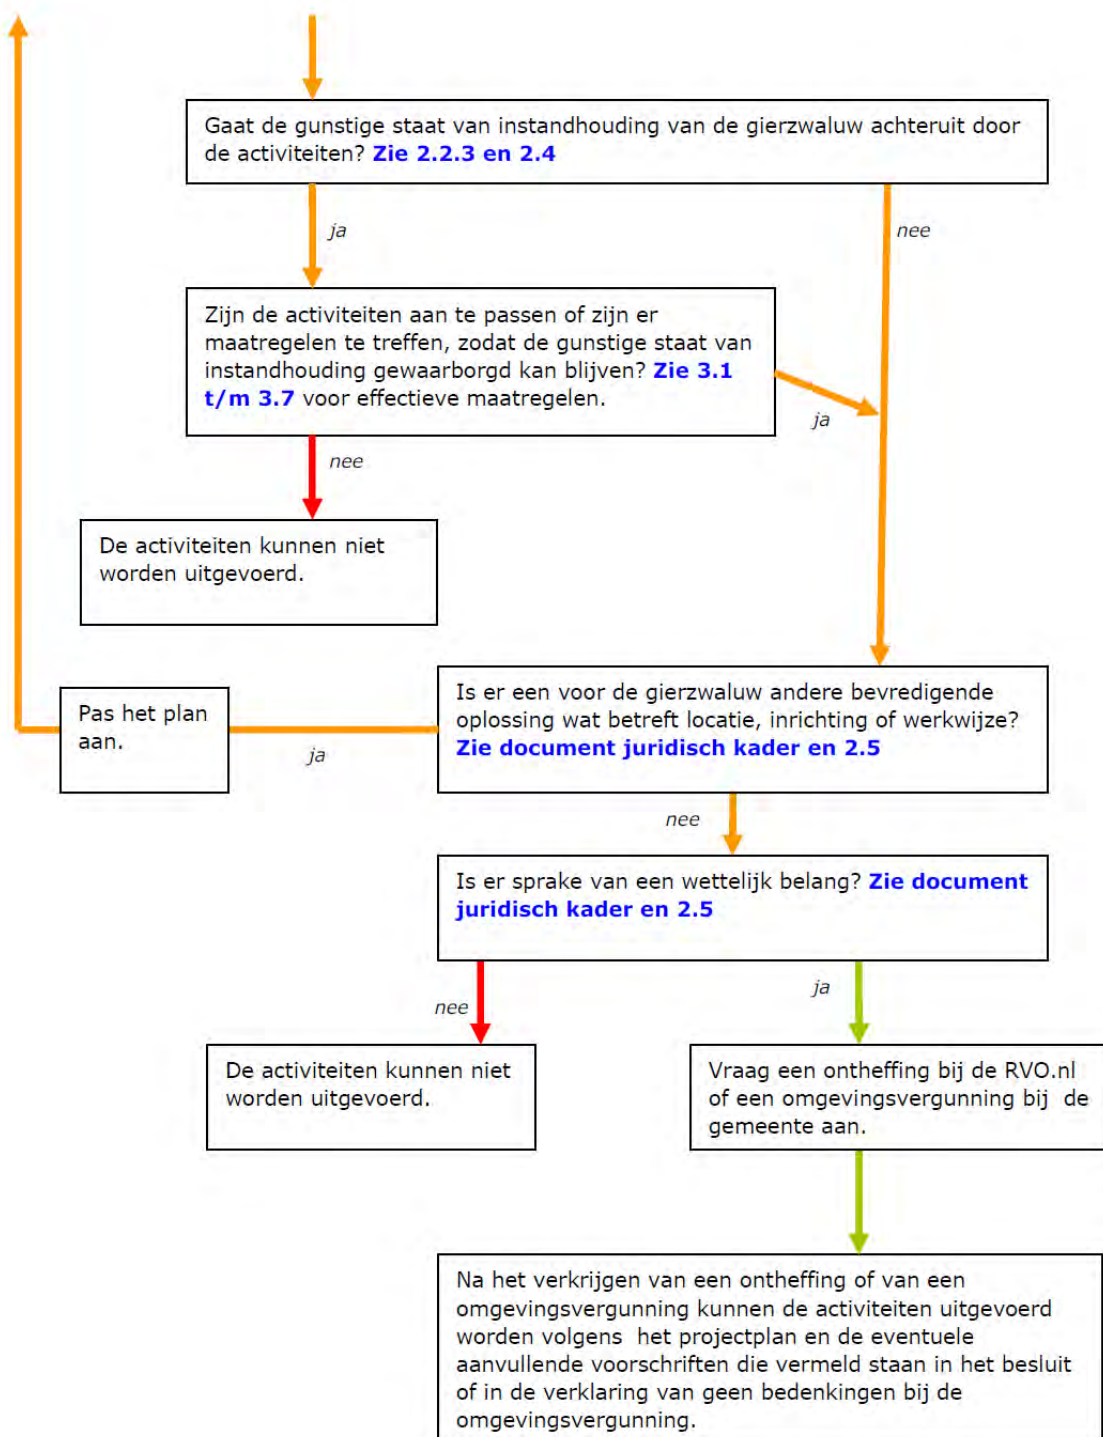 Gaat de gunstige staat van instandhouding van de gierzwaluw achteruit door
de activiteiten? Zie 2.2.3 en 2.4
ja
nee
Zijn de activiteiten aan te passen of zijn er
maatregelen te treffen, zodat de gunstige staat van
instandhouding gewaarborgd kan blijven? Zie 3.1
t/m 3.7 voor effectieve maatregelen.
ja
nee
De activiteiten kunnen niet
worden uitgevoerd.
Is er een voor de gierzwaluw andere bevredigende
oplossing wat betreft locatie, inrichting of werkwijze?
Zie document juridisch kader en 2.5
Pas het plan
aan.
ja
nee
Is er sprake van een wettelijk belang? Zie document
juridisch kader en 2.5
nee
ja
De activiteiten kunnen niet
worden uitgevoerd.
Vraag een ontheffing bij de RVO.nl
of een omgevingsvergunning bij  de
gemeente aan.
Na het verkrijgen van een ontheffing of van een
omgevingsvergunning kunnen de activiteiten uitgevoerd
worden volgens  het projectplan en de eventuele
aanvullende voorschriften die vermeld staan in het besluit
of in de verklaring van geen bedenkingen bij de
omgevingsvergunning.